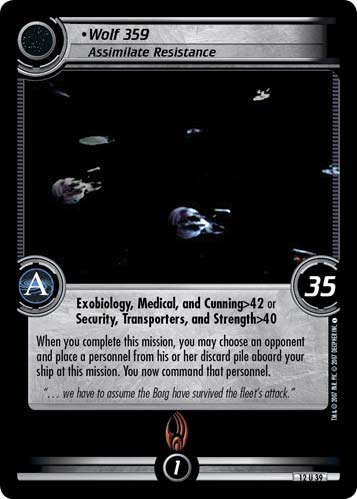 •Wolf 359
Assimilate Resistance
A
35
Exobiology, Medical, and Cunning>42 or
Security, Transporters, and Strength>40
When you complete this mission, you may choose an opponent
and place a personnel from his or her discard pile aboard your
ship at this mission. You now command that personnel.
"… we have to assume the Borg have survived the fleet's attack."
1
12 U 39